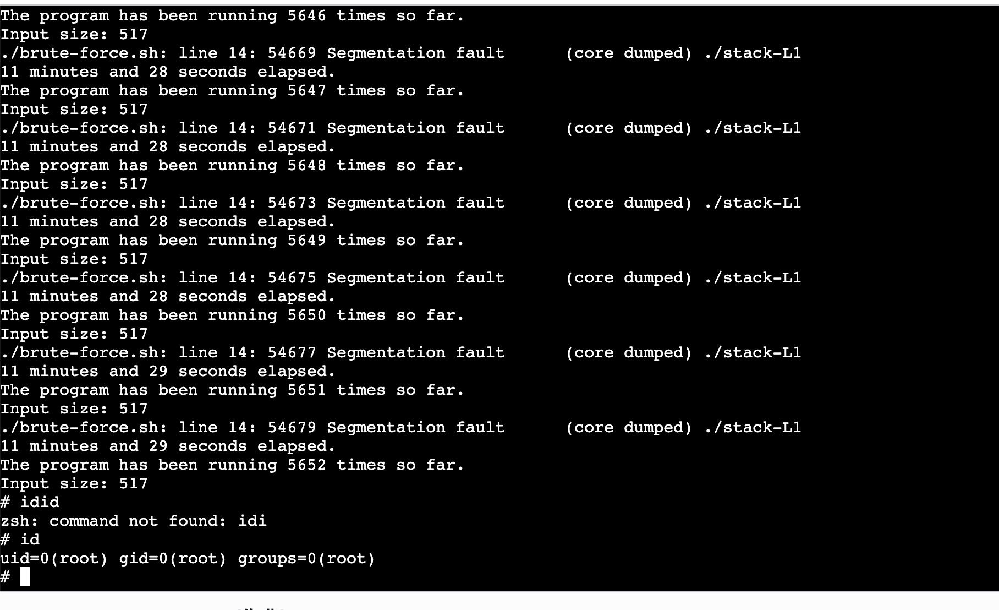 The program has been running 5646 times so far.
Input size: 517
./brute-force.sh: line 14: 54669 Segmentation fault      (core dumped) ./stack-L1
11 minutes and 28 seconds elapsed.
The program has been running 5647 times so far.
Input size: 517
./brute-force.sh: line 14: 54671 Segmentation fault      (core dumped) ./stack-L1
11 minutes and 28 seconds elapsed.
The program has been running 5648 times so far.
Input size: 517
./brute-force.sh: line 14: 54673 Segmentation fault      (core dumped) ./stack-L1
11 minutes and 28 seconds elapsed.
The program has been running 5649 times so far.
Input size: 517
./brute-force.sh: line 14: 54675 Segmentation fault      (core dumped) ./stack-L1
11 minutes and 28 seconds elapsed.
The program has been running 5650 times so far.
Input size: 517
./brute-force.sh: line 14: 54677 Segmentation fault      (core dumped) ./stack-L1
11 minutes and 29 seconds elapsed.
The program has been running 5651 times so far.
Input size: 517
./brute-force.sh: line 14: 54679 Segmentation fault      (core dumped) ./stack-L1
11 minutes and 29 seconds elapsed.
The program has been running 5652 times so far.
Input size: 517
# idid
zsh: command not found: idi
# id
uid=0(root) gid=0(root) groups=0(root)
#